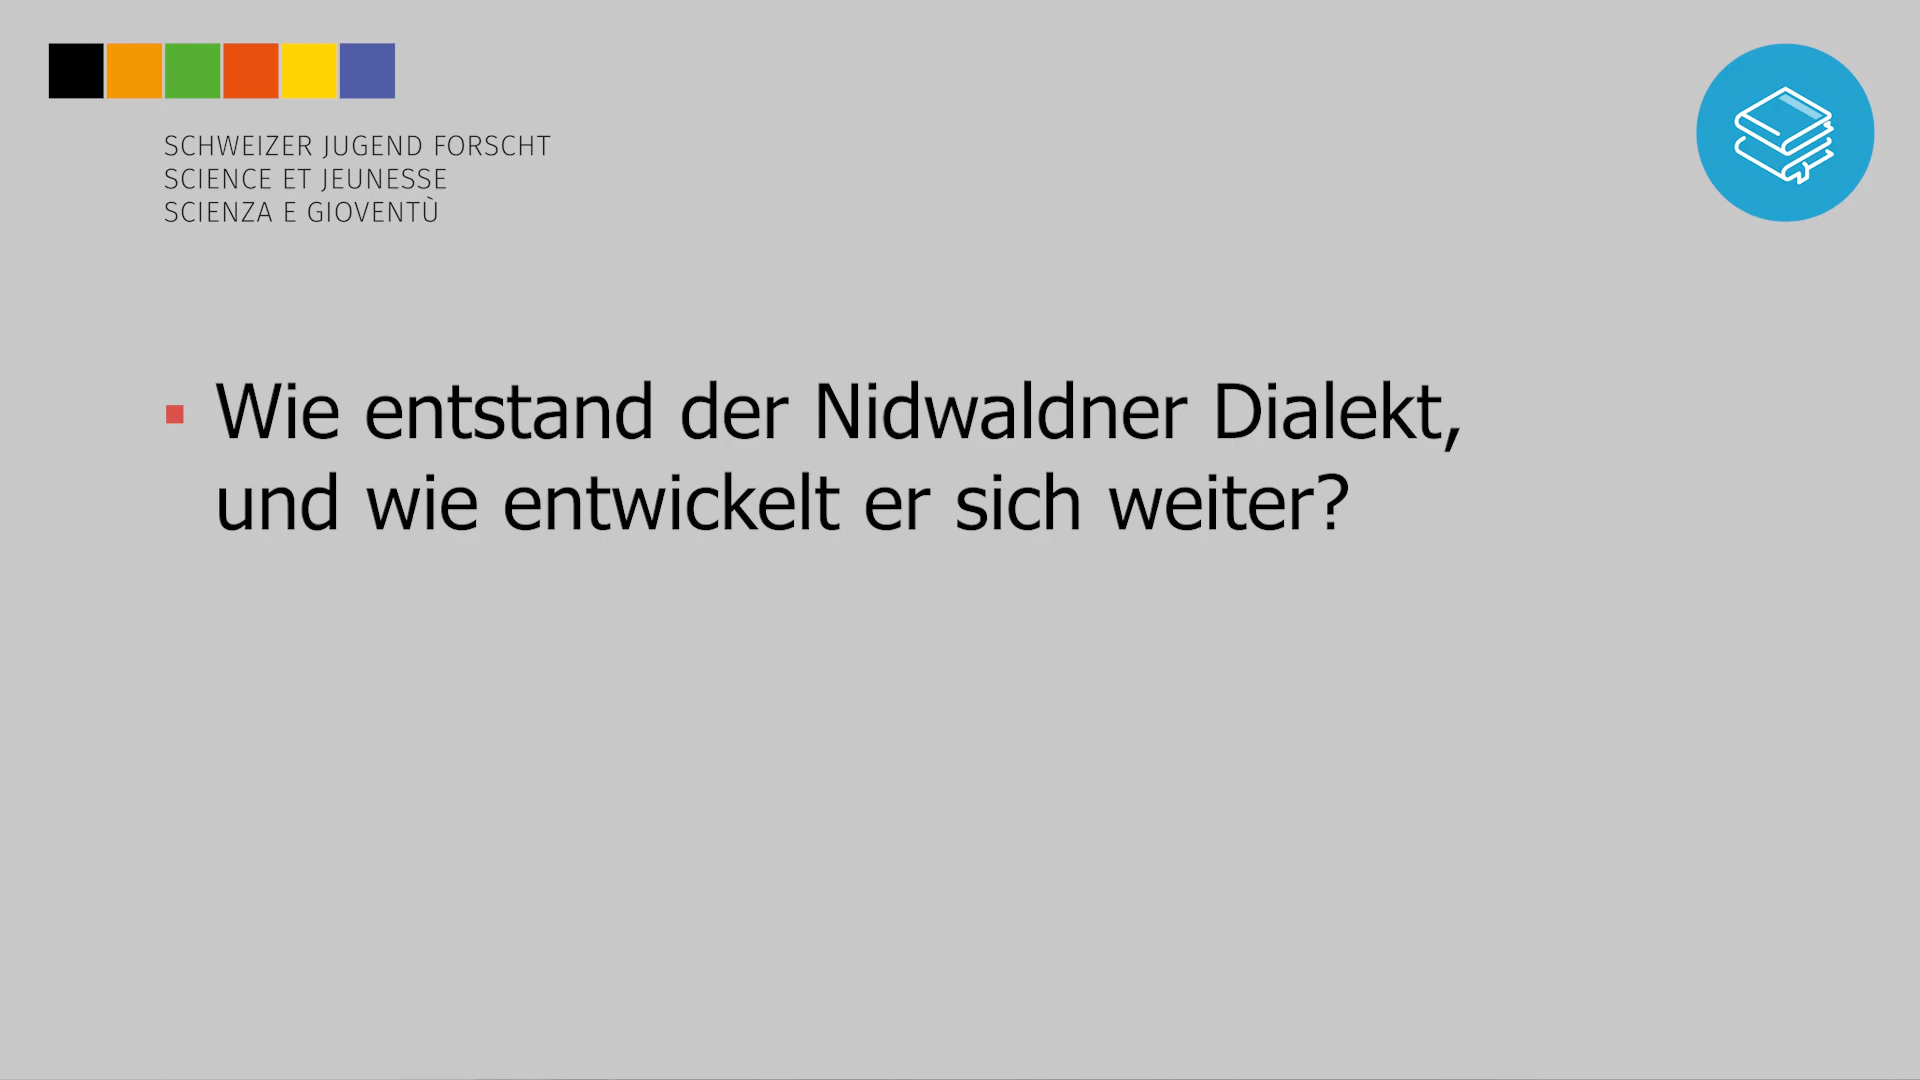 SCHWEIZER JUGEND FORSCHT
SCIENCE ET JEUNESSE
SCIENZA E GIOVENTÙ
Wie entstand der Nidwaldner Dialekt,
und wie entwickelt er sich weiter?